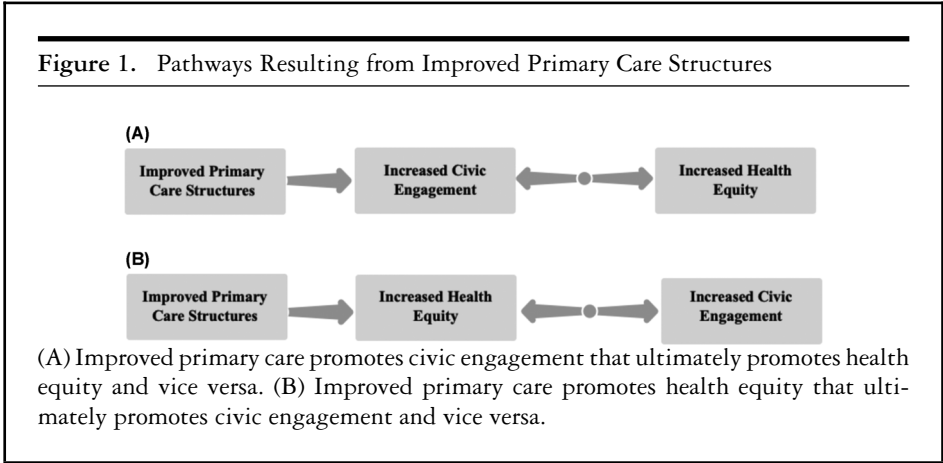 Figure 1. Pathways Resulting from Improved Primary Care Structures
(A)
Improved Primary
Care Structures
Increased Civic
Engagement
Increased Health
Equity
(B)
Improved Primary
Care Structures
Increased Health
Equity
Increased Civic
Engagement
(A) Improved primary care promotes civic engagement that ultimately promotes health
equity and vice versa. (B) Improved primary care promotes health equity that ulti-
mately promotes civic engagement and vice versa.